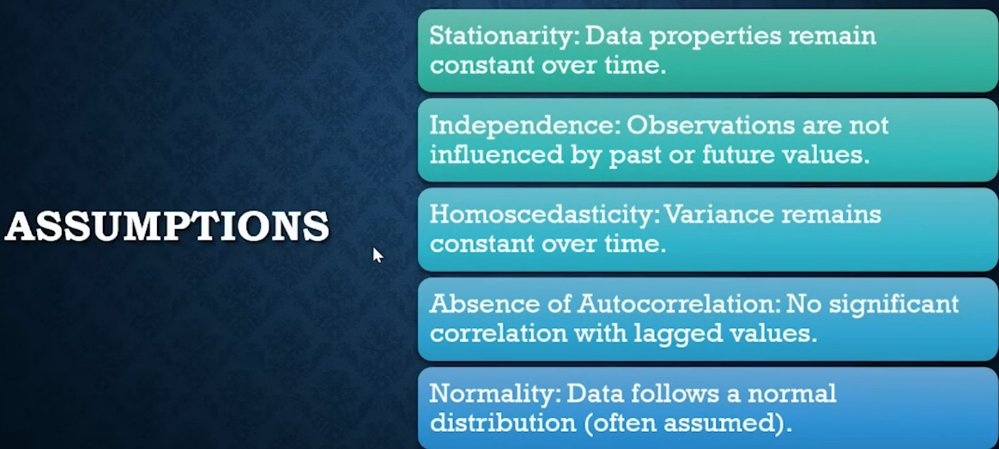 ASSUMPTIONS
Stationarity: Data properties remain
constant over time.
Independence: Observations are not
influenced by past or future values.
Homoscedasticity: Variance remains
constant over time.
Absence of Autocorrelation: No significant
correlation with lagged values.
Normality: Data follows a normal
distribution (often assumed).